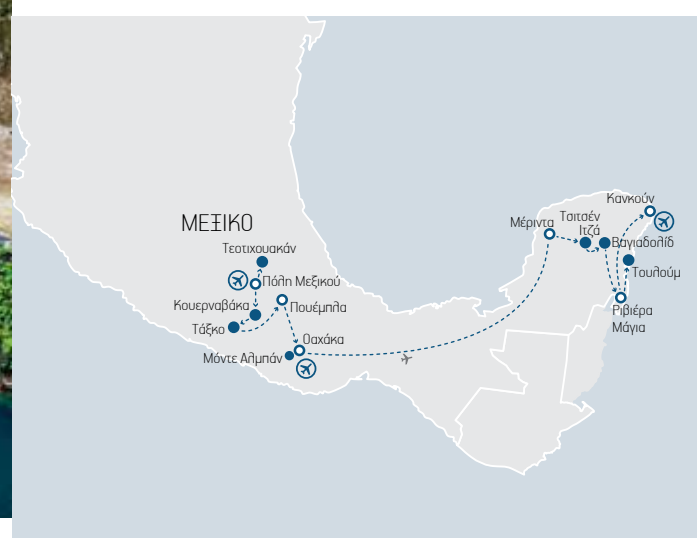 ΜΕΞΙΚΟ
Τεοτιχουακάν
Πόλη Μεξικού
Κουερναβάκα
Πουέμπλα
Τάξκο
Οαχάκα
Μόντε Αλμπάν
Μέριντα
Τσιτσέν
Ιτζά
Κανκούν
Βαγιαδολίδ
Τουλούμ
Ριβιέρα
Μάγια